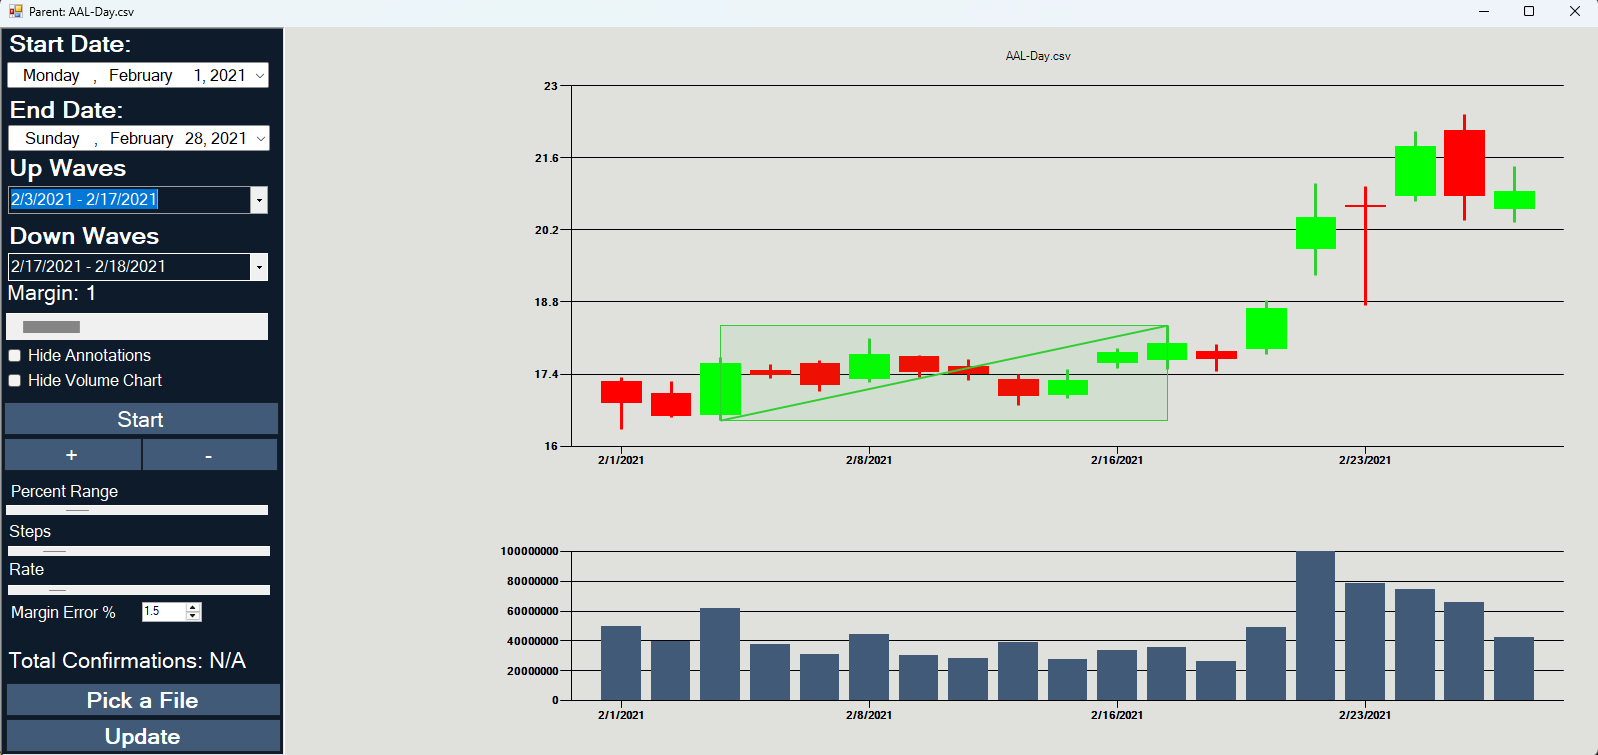 Parent: AAL-Day.csv
Start Date:
Monday , February 1, 2021
End Date:
Sunday , February 28, 2021
Up Waves
2/3/2021 - 2/17/2021
Down Waves
2/17/2021 - 2/18/2021
Margin: 1
Hide Annotations
Hide Volume Chart
Start
+ -
Percent Range
Steps
Rate
Margin Error % 1.5
Total Confirmations: N/A
Pick a File
Update
AAL-Day.csv
23
21.6
20.2
18.8
17.4
16
2/1/2021 2/8/2021 2/16/2021 2/23/2021
100000000
80000000
60000000
40000000
20000000
0
2/1/2021 2/8/2021 2/16/2021 2/23/2021